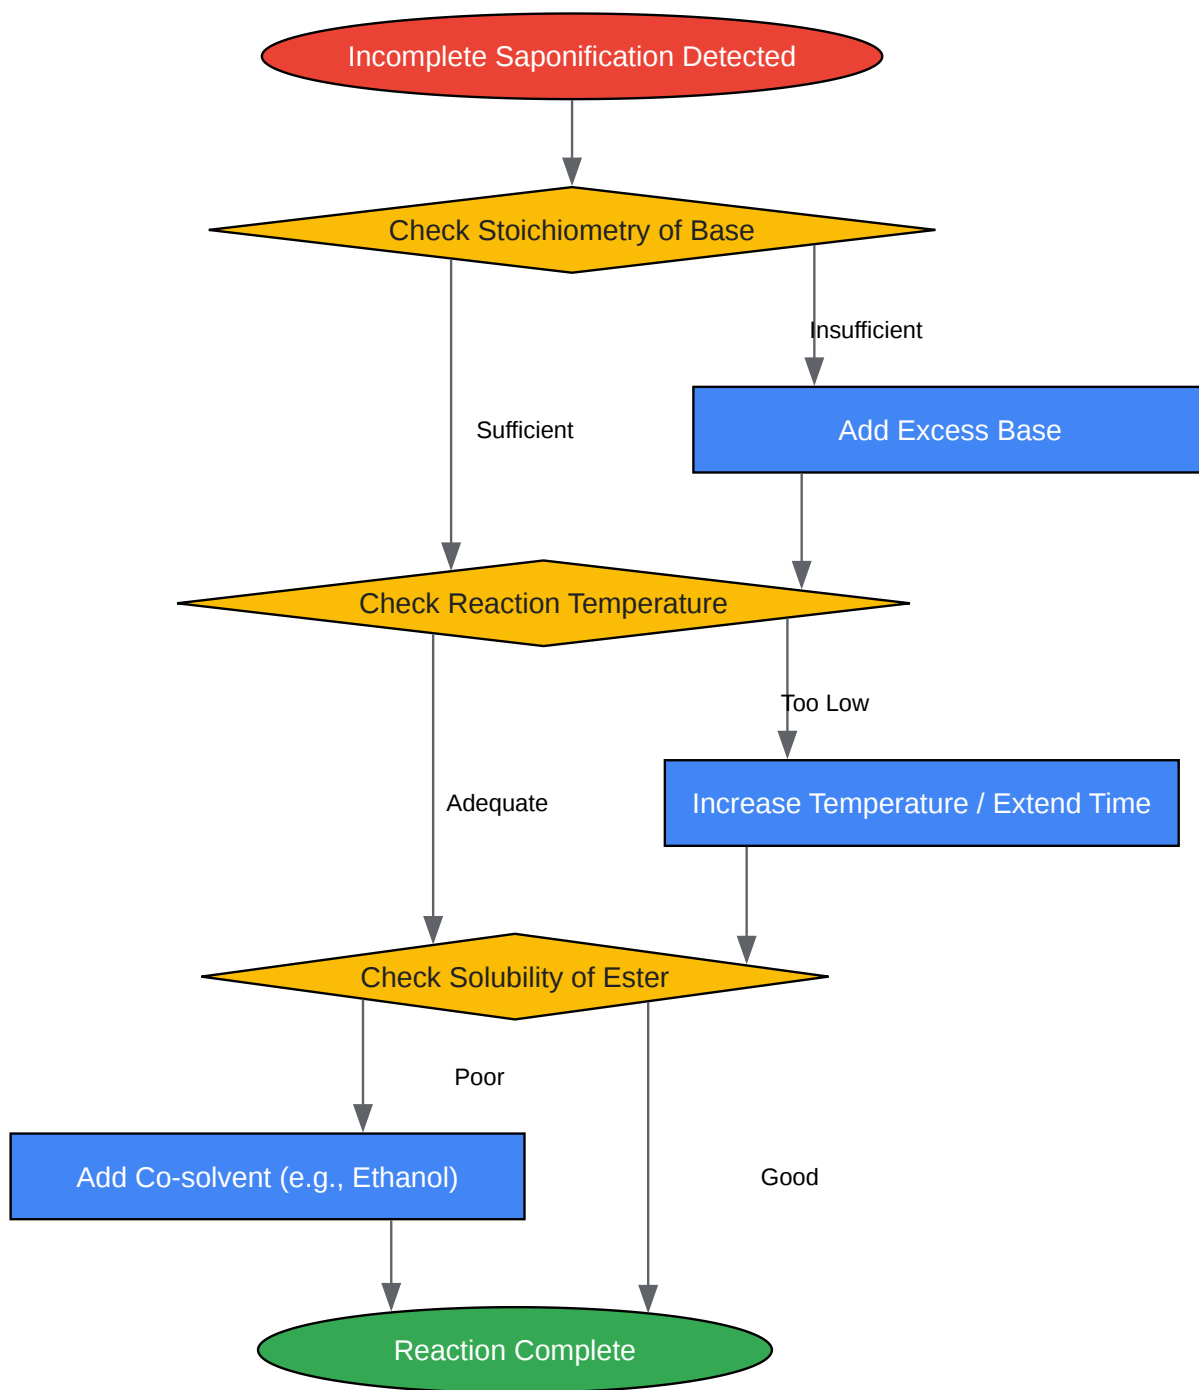 Incomplete Saponification Detected
Check Stoichiometry of Base
Insufficient
Sufficient
Add Excess Base
Check Reaction Temperature
Too Low
Adequate
Increase Temperature / Extend Time
Check Solubility of Ester
Poor
Add Co-solvent (e.g., Ethanol)
Good
Reaction Complete